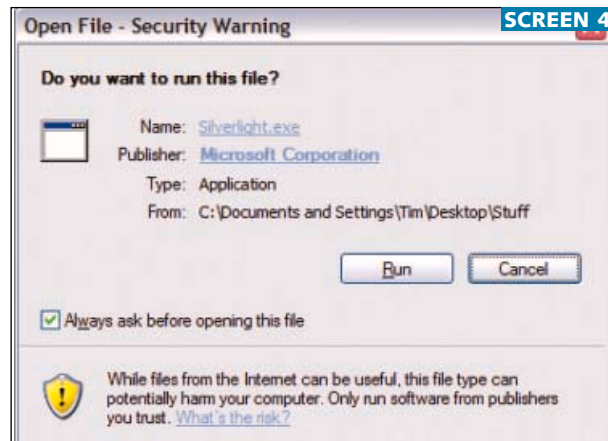 SCREEN 4
Open File - Security Warning
Do you want to run this file?
Name: Silverlight.exe
Publisher: Microsoft Corporation
Type: Application
From: C:\Documents and Settings\Tim\Desktop\Stuff
Run Cancel
Always ask before opening this file
While files from the Internet can be useful, this file type can
potentially harm your computer. Only run software from publishers
you trust. What's the risk?